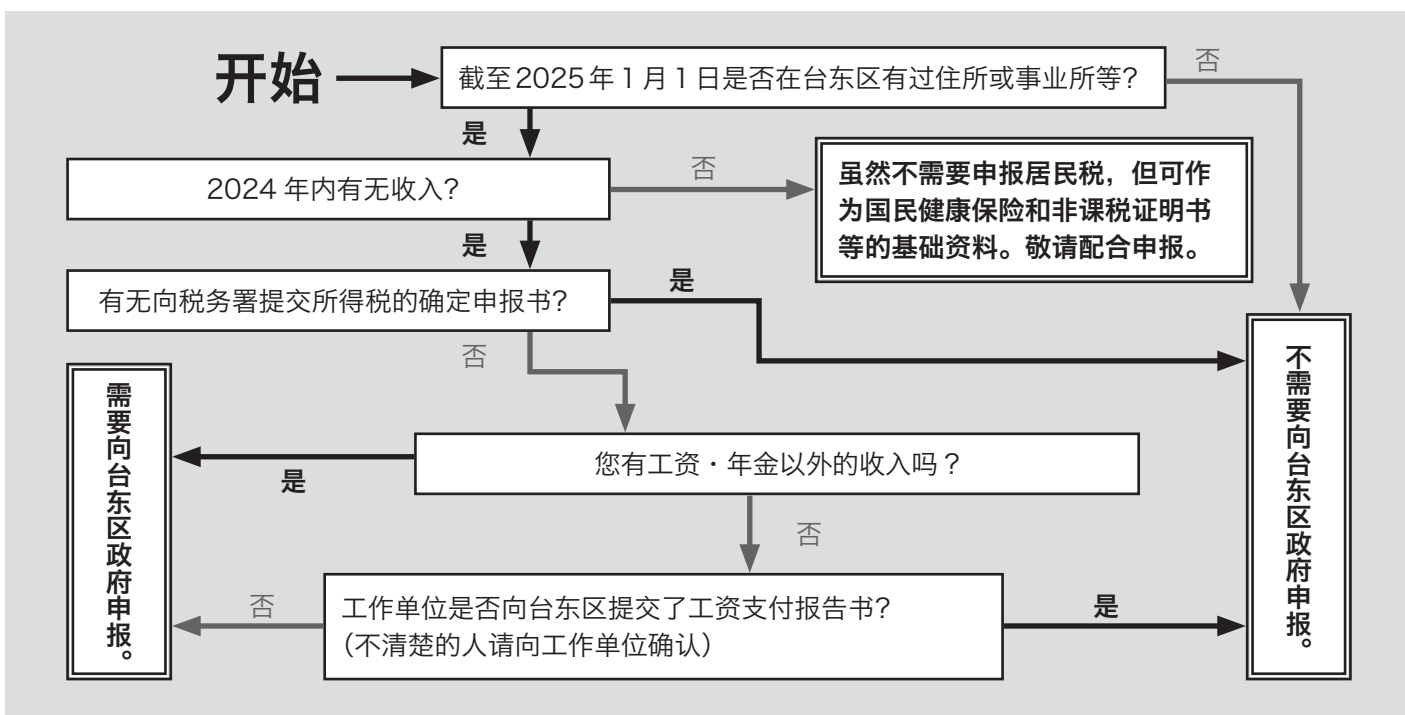 开始
截至2025年1月1日是否在台东区有过住所或事业所等?
否
是
2024年内有无收入?
否
虽然不需要申报居民税，但可作
为国民健康保险和非课税证明书
等的基础资料。敬请配合申报。
是
有无向税务署提交所得税的确定申报书?
是
否
不需要向台东区政府申报。
需要向台东区政府申报。
您有工资・年金以外的收入吗？
是
否
工作单位是否向台东区提交了工资支付报告书?
（不清楚的人请向工作单位确认）
否
是